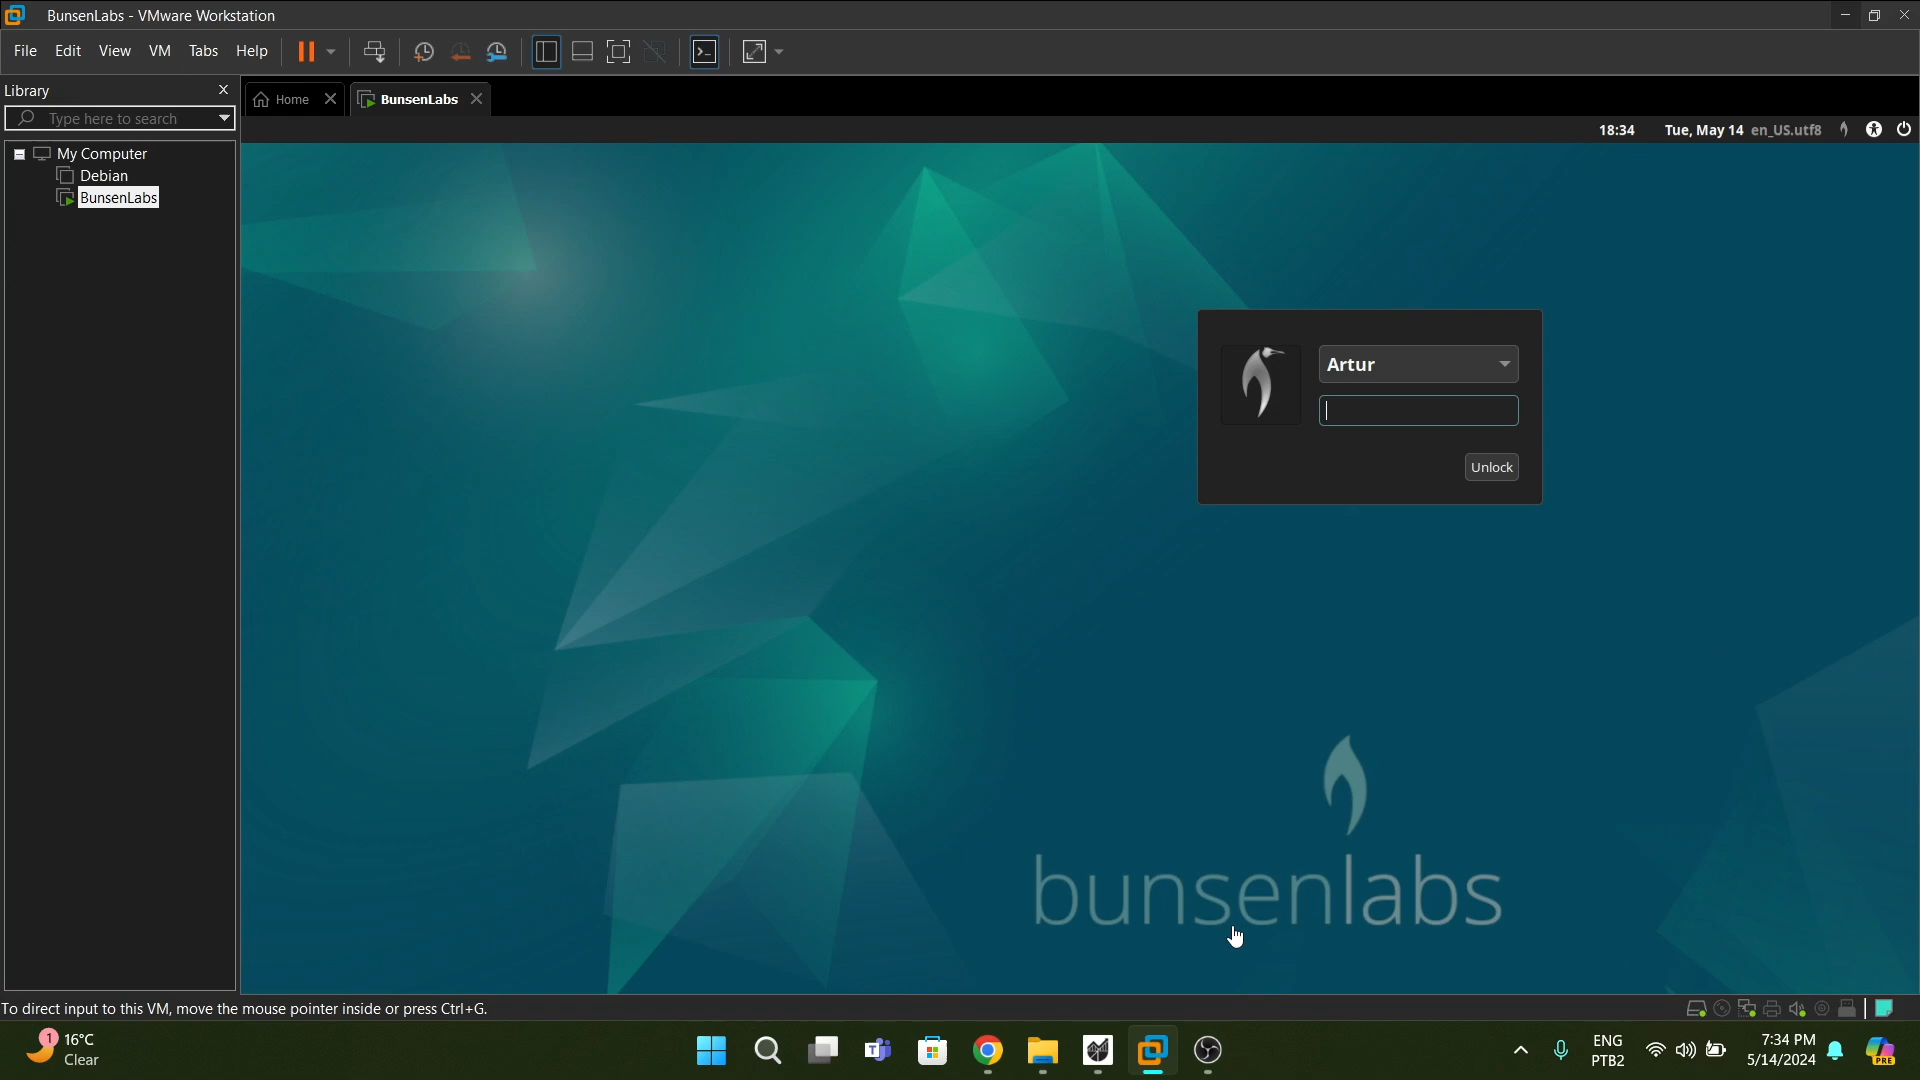 BunsenLabs - VMware Workstation
File Edit View VM Tabs Help
Library
Type here to search
My Computer
Debian
BunsenLabs
Home
BunsenLabs
18:34 Tue, May 14 en_US.utf8
Artur
Unlock
bunsenlabs
To direct input to this VM, move the mouse pointer inside or press Ctrl+G.
1
16°C
Clear
ENG
PTB2
7:34 PM
5/14/2024
PRE